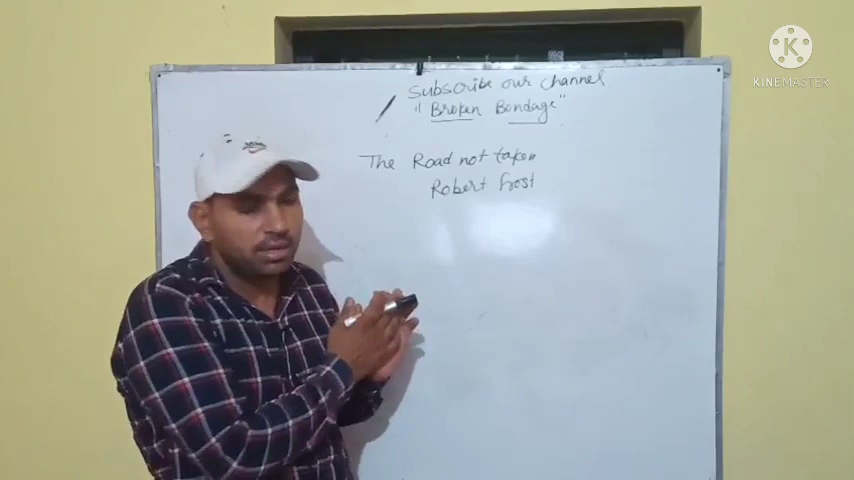 Subscribe our channel
"Broken Bondage"
The Road not taken
Robert frost
K
KINEMASTER